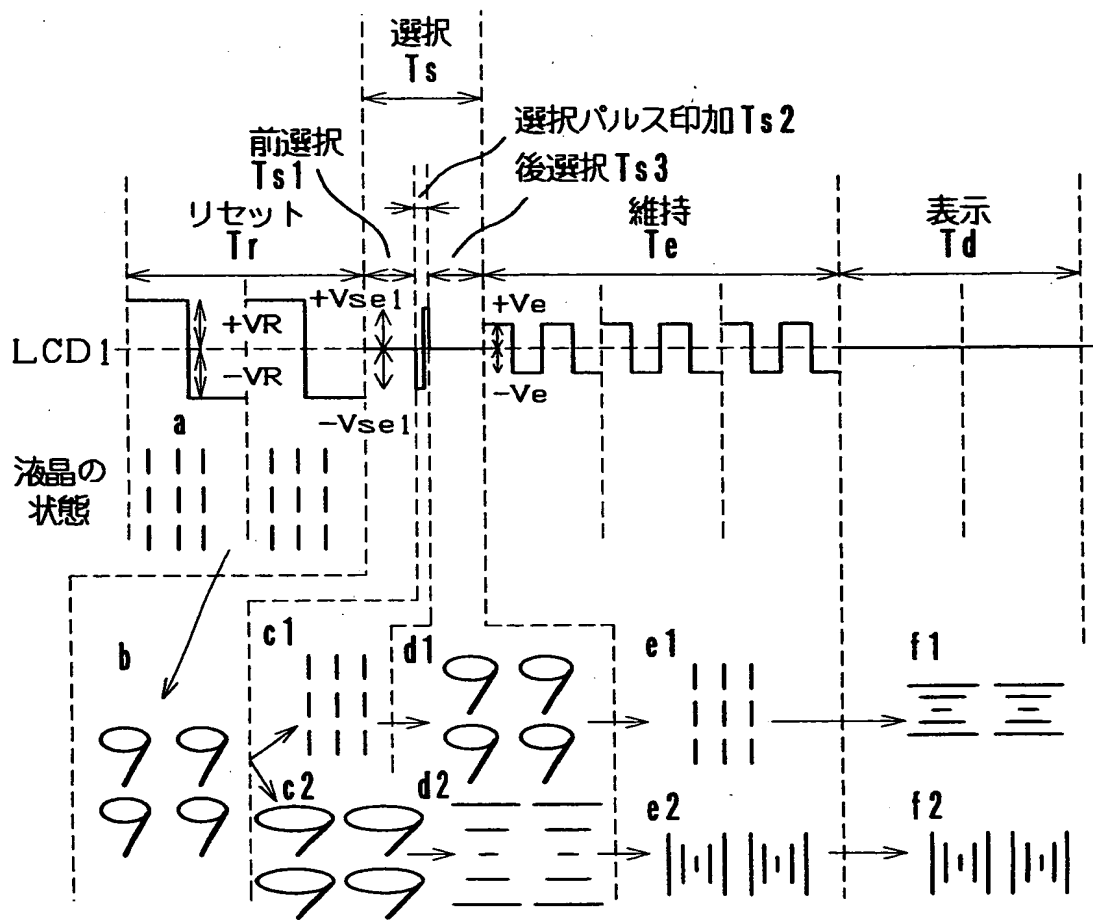 選択
Ts
選択パルス印加Ts2
前選択
Ts1
後選択Ts3
リセット
Tr
維持
Te
表示
Td
+Vsel
+VR
+Ve
LCD1
-VR
-Ve
-Vsel
a
液晶の
状態
b
c1
d1
e1
f1
c2
d2
e2
f2